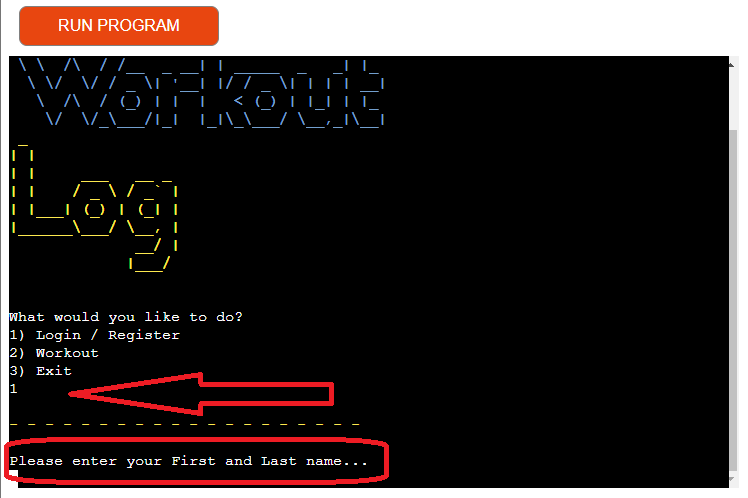 RUN PROGRAM
Workout
Log
What would you like to do?
1) Login / Register
2) Workout
3) Exit
1
- - - - - - - - - - - - - - - - - - - -
Please enter your First and Last name...